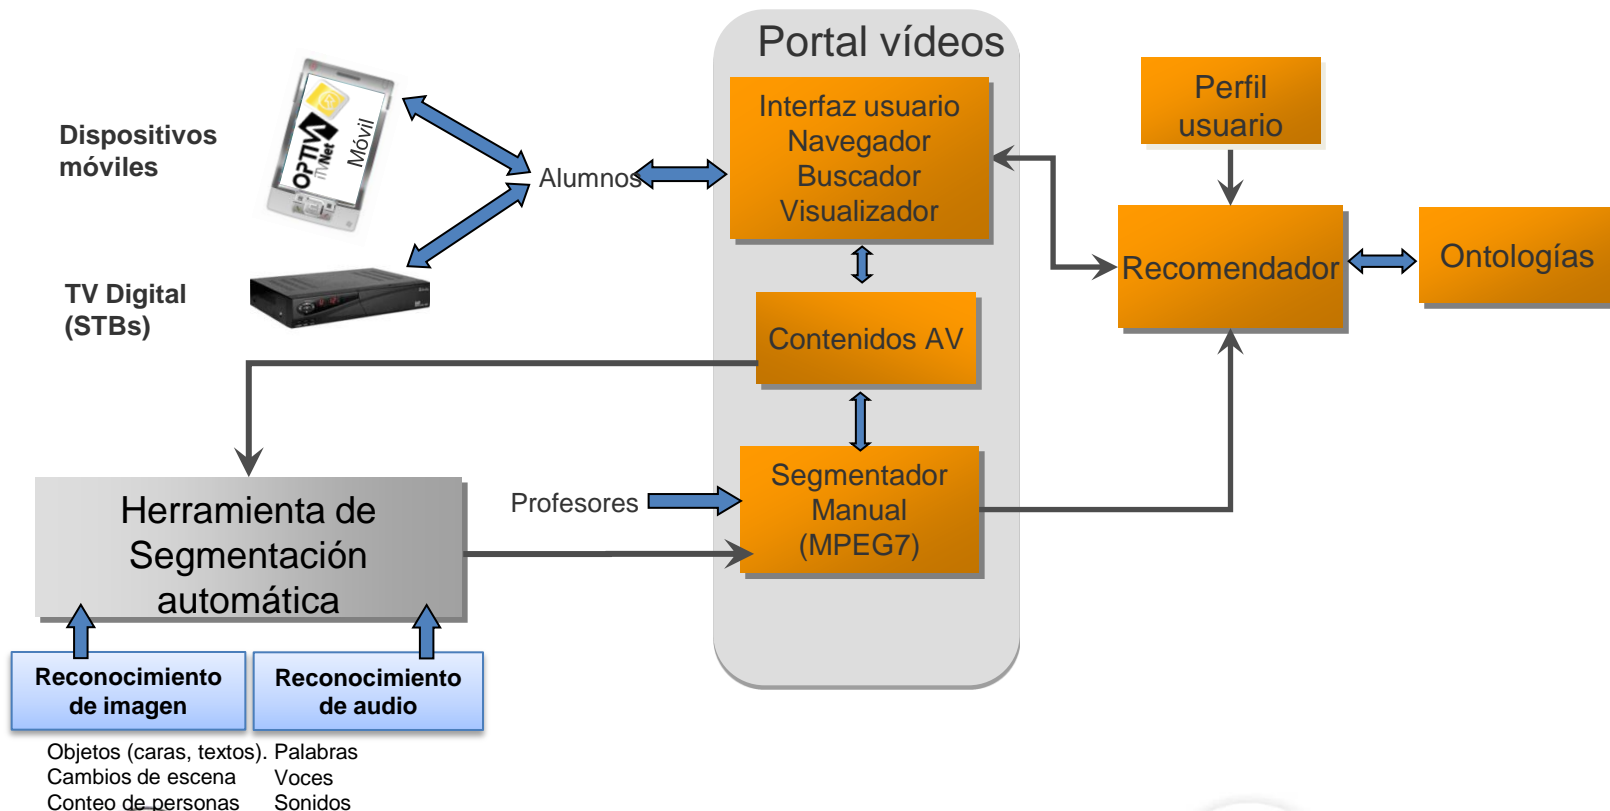 Portal vídeos
Dispositivos
móviles
OPTIVA
iTVNet
Móvil
Alumnos
Interfaz usuario
Navegador
Buscador
Visualizador
Perfil
usuario
TV Digital
(STBs)
Contenidos AV
Recomendador
Ontologías
Herramienta de
Segmentación
automática
Profesores
Segmentador
Manual
(MPEG7)
Reconocimiento
de imagen
Reconocimiento
de audio
Objetos (caras, textos).
Cambios de escena
Conteo de personas
Palabras
Voces
Sonidos